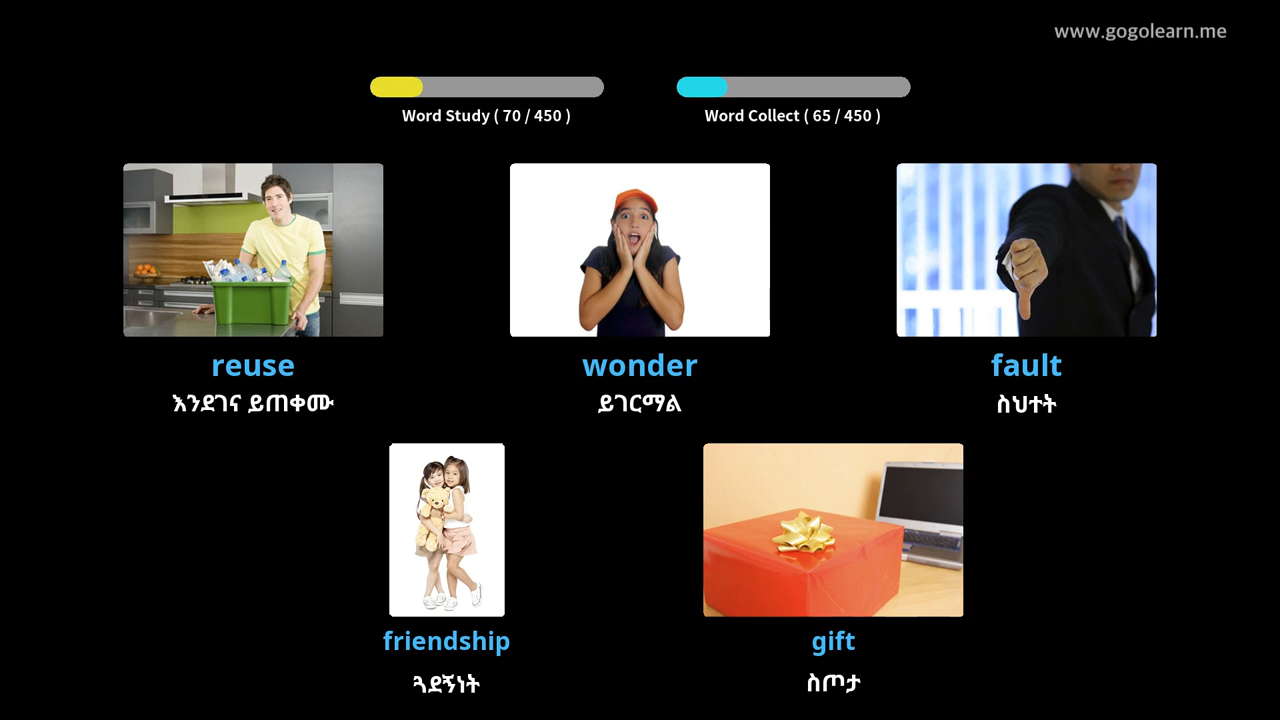 www.gogolearn.me
Word Study ( 70 / 450 )
Word Collect ( 65 / 450 )
reuse
እንደገና ይጠቀሙ
wonder
ይገርማል
fault
ስህተት
friendship
ጓደኝነት
gift
ስጦታ